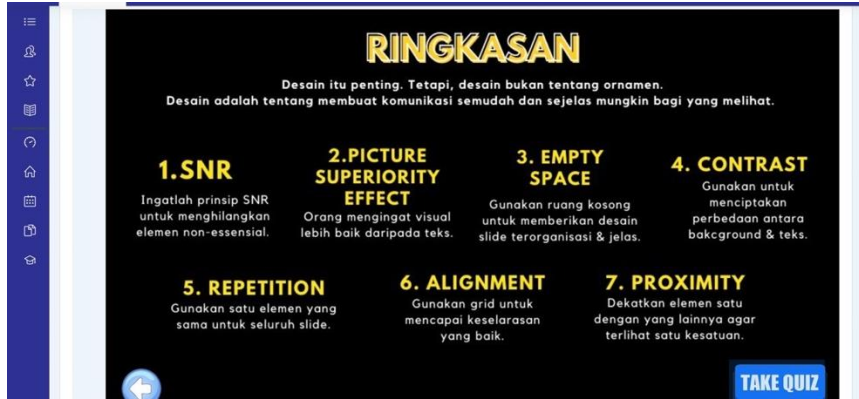 RINGKASAN
Desain itu penting. Tetapi, desain bukan tentang ornamen.
Desain adalah tentang membuat komunikasi semudah dan sejelas mungkin bagi yang melihat.
1.SNR
Ingatlah prinsip SNR
untuk menghilangkan
elemen non-essensial.
2.PICTURE
SUPERIORITY
EFFECT
Orang mengingat visual
lebih baik daripada teks.
3. EMPTY
SPACE
Gunakan ruang kosong
untuk memberikan desain
slide terorganisasi & jelas.
4. CONTRAST
Gunakan untuk
menciptakan
perbedaan antara
bakcground & teks.
5. REPETITION
Gunakan satu elemen yang
sama untuk seluruh slide.
6. ALIGNMENT
Gunakan grid untuk
mencapai keselarasan
yang baik.
7. PROXIMITY
Dekatkan elemen satu
dengan yang lainnya agar
terlihat satu kesatuan.
TAKE QUIZ